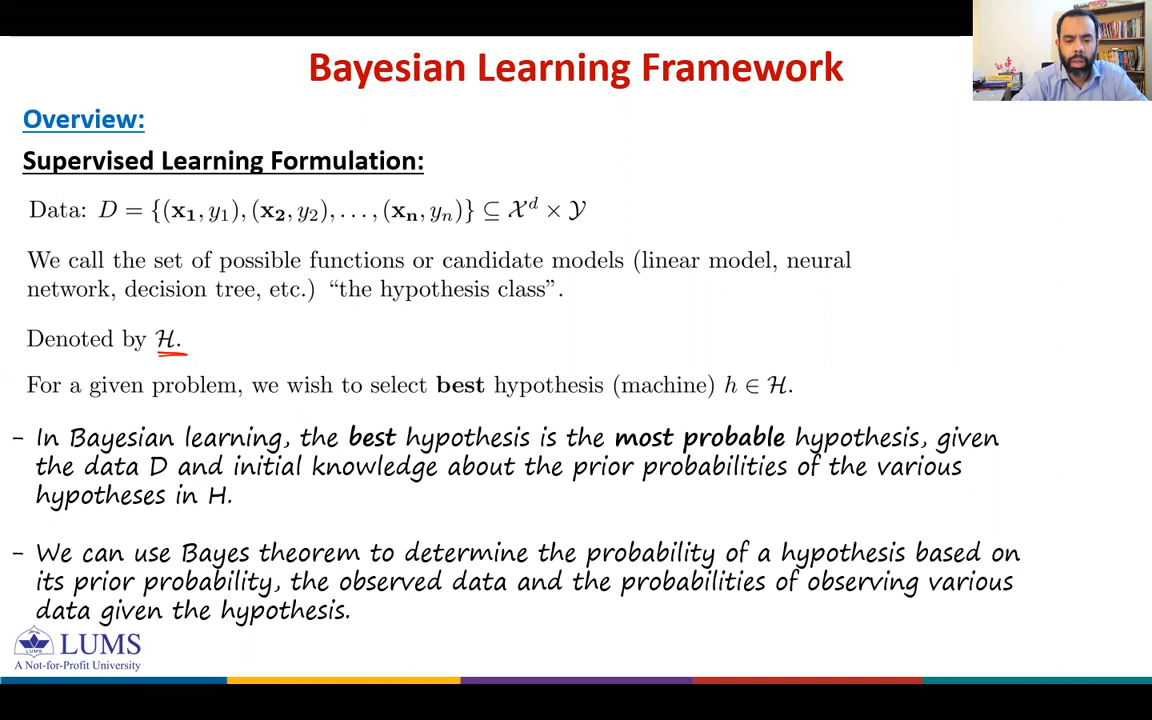 Bayesian Learning Framework
Overview:
Supervised Learning Formulation:
Data: D = {(x₁, y₁), (x₂, y₂), . . . , (xₙ, yₙ)} ⊆ 𝒳ᵈ × 𝒴
We call the set of possible functions or candidate models (linear model, neural
network, decision tree, etc.) “the hypothesis class”.
Denoted by ℋ.
For a given problem, we wish to select best hypothesis (machine) h ∈ ℋ.
- In Bayesian learning, the best hypothesis is the most probable hypothesis, given
the data D and initial knowledge about the prior probabilities of the various
hypotheses in H.
- We can use Bayes theorem to determine the probability of a hypothesis based on
its prior probability, the observed data and the probabilities of observing various
data given the hypothesis.
LUMS
A Not-for-Profit University